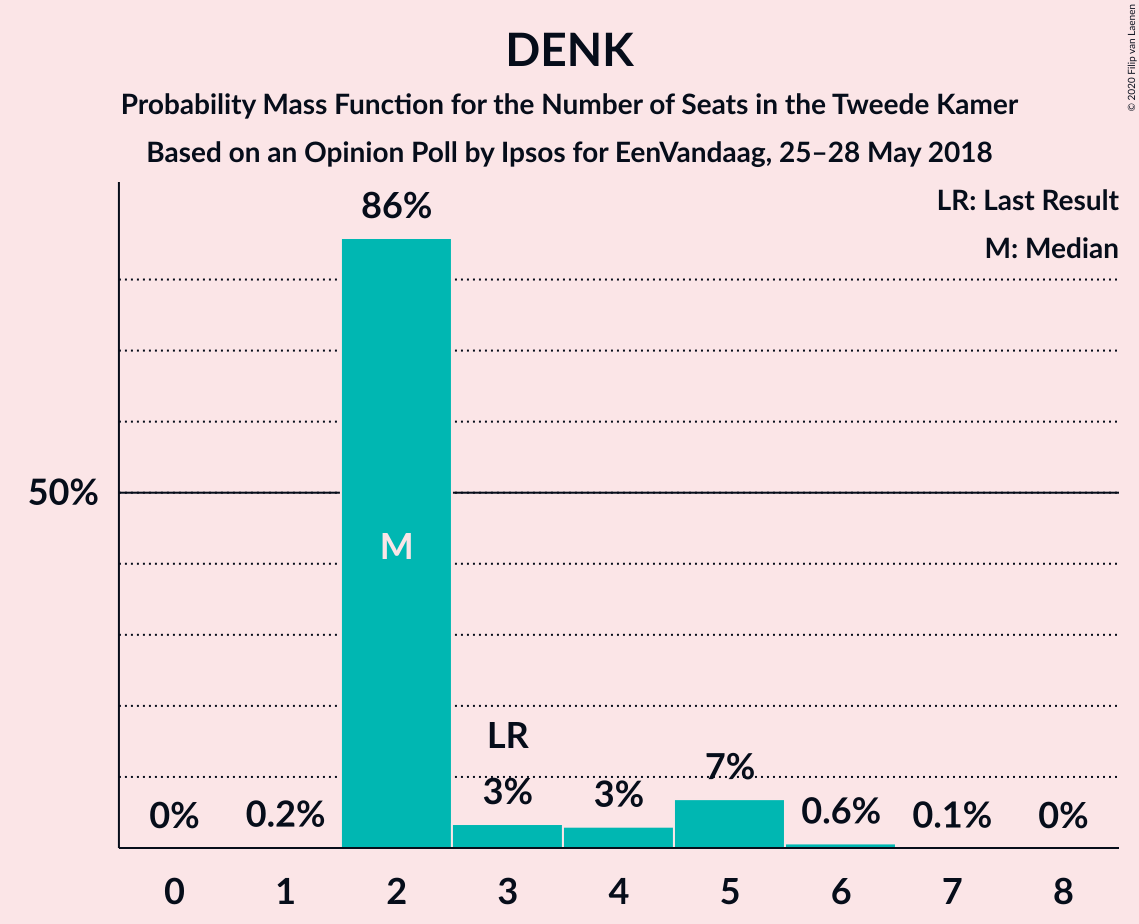 DENK
Probability Mass Function for the Number of Seats in the Tweede Kamer
Based on an Opinion Poll by Ipsos for EenVandaag, 25–28 May 2018
© 2020 Filip van Laenen
LR: Last Result
M: Median
86%
50%
M
LR
0% 0.2% 3% 3% 7% 0.6% 0.1% 0%
0 1 2 3 4 5 6 7 8